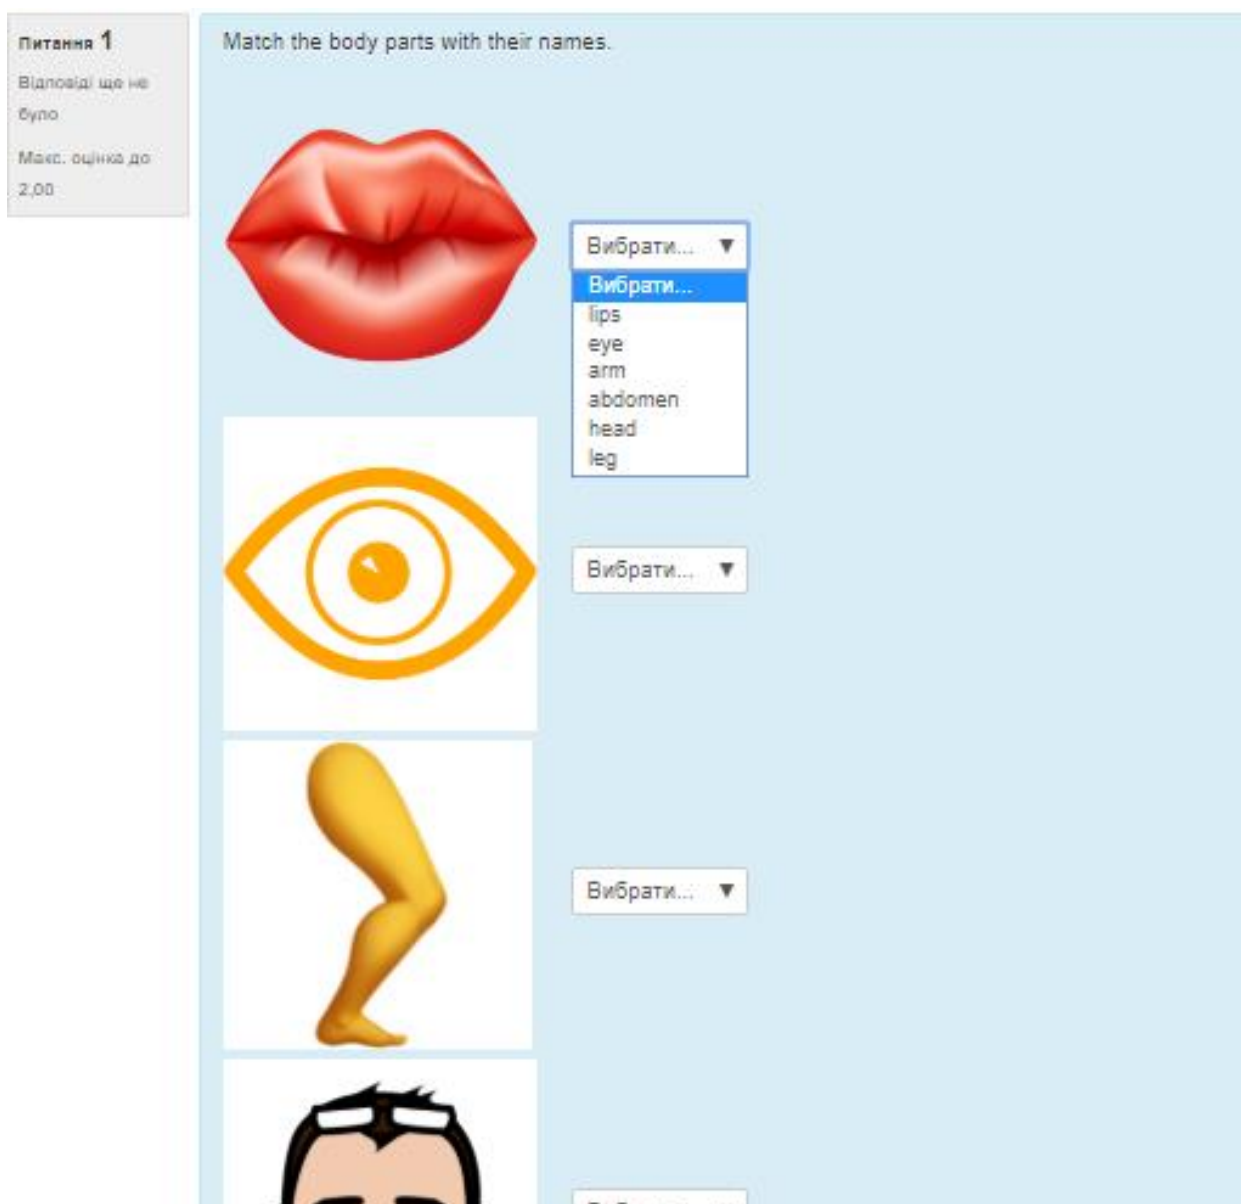 Питання 1
Відповіді ще не
було
Макс. оцінка до
2,00
Match the body parts with their names.
Вибрати... ▼
Вибрати...
lips
eye
arm
abdomen
head
leg
Вибрати... ▼
Вибрати... ▼